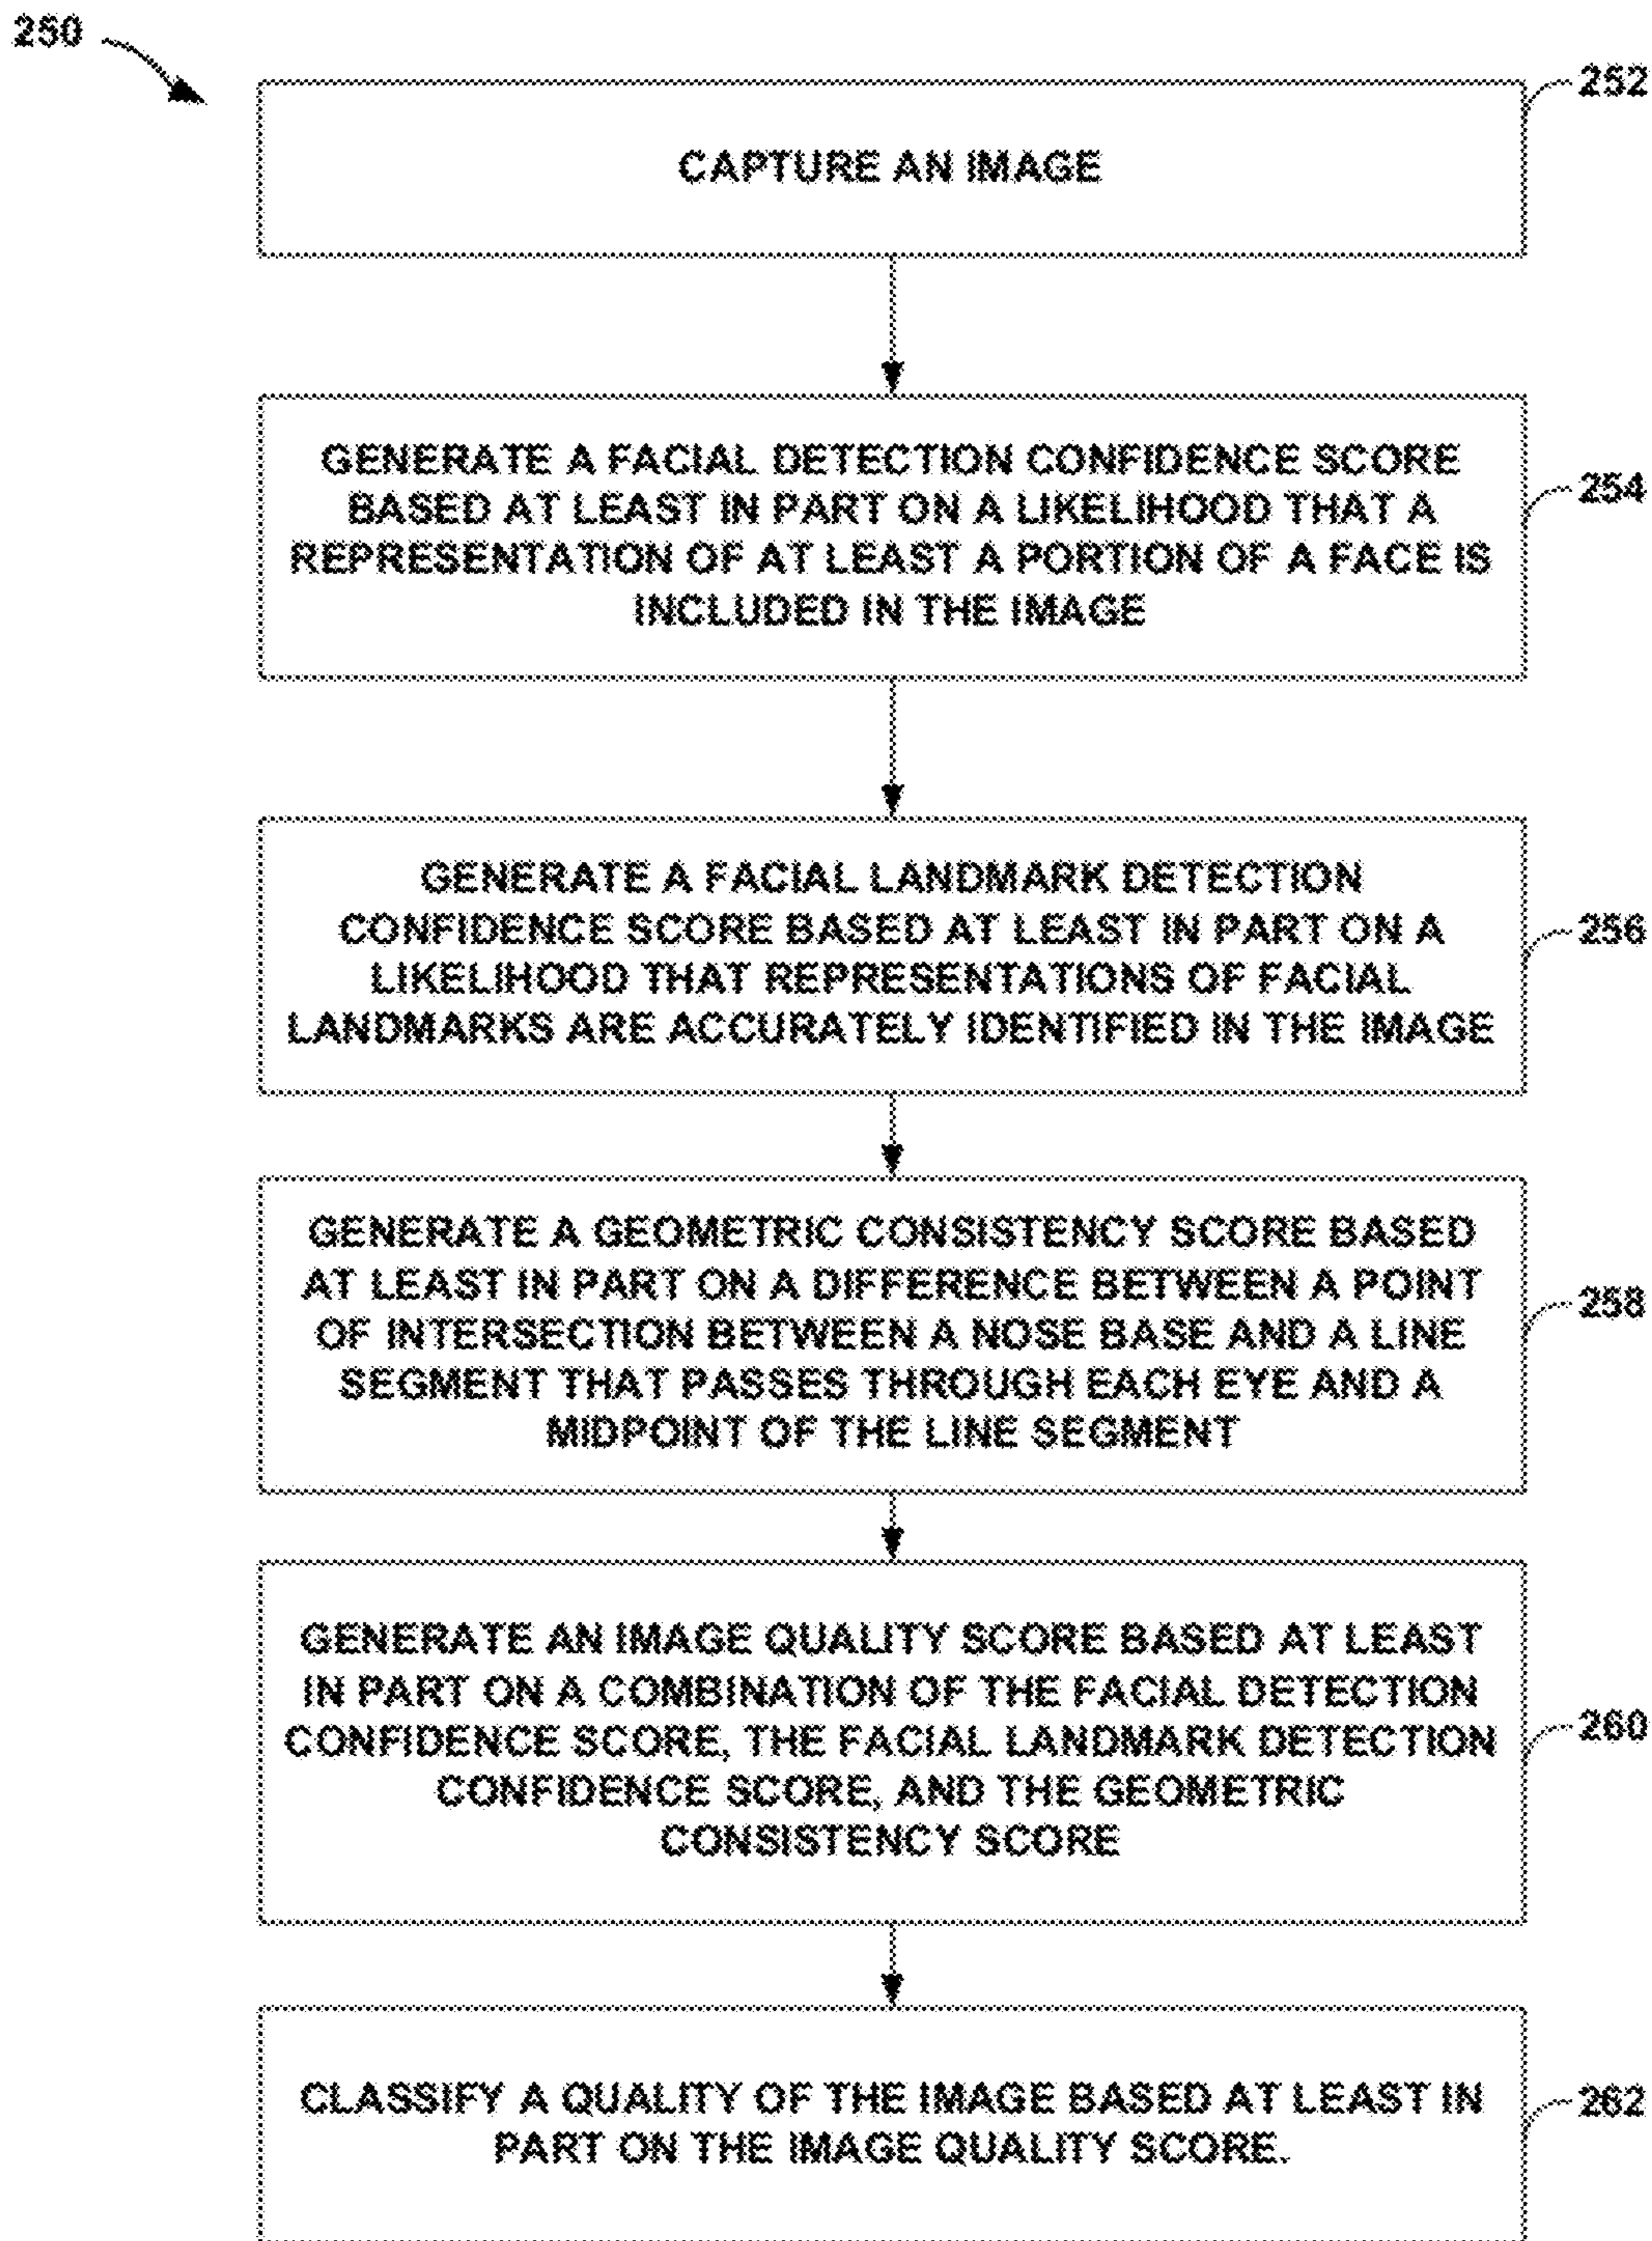 250
252
CAPTURE AN IMAGE
GENERATE A FACIAL DETECTION CONFIDENCE SCORE
BASED AT LEAST IN PART ON A LIKELIHOOD THAT A
REPRESENTATION OF AT LEAST A PORTION OF A FACE IS
INCLUDED IN THE IMAGE
254
GENERATE A FACIAL LANDMARK DETECTION
CONFIDENCE SCORE BASED AT LEAST IN PART ON A
LIKELIHOOD THAT REPRESENTATIONS OF FACIAL
LANDMARKS ARE ACCURATELY IDENTIFIED IN THE IMAGE
256
GENERATE A GEOMETRIC CONSISTENCY SCORE BASED
AT LEAST IN PART ON A DIFFERENCE BETWEEN A POINT
OF INTERSECTION BETWEEN A NOSE BASE AND A LINE
SEGMENT THAT PASSES THROUGH EACH EYE AND A
MIDPOINT OF THE LINE SEGMENT
258
GENERATE AN IMAGE QUALITY SCORE BASED AT LEAST
IN PART ON A COMBINATION OF THE FACIAL DETECTION
CONFIDENCE SCORE, THE FACIAL LANDMARK DETECTION
CONFIDENCE SCORE, AND THE GEOMETRIC
CONSISTENCY SCORE
260
CLASSIFY A QUALITY OF THE IMAGE BASED AT LEAST IN
PART ON THE IMAGE QUALITY SCORE.
262